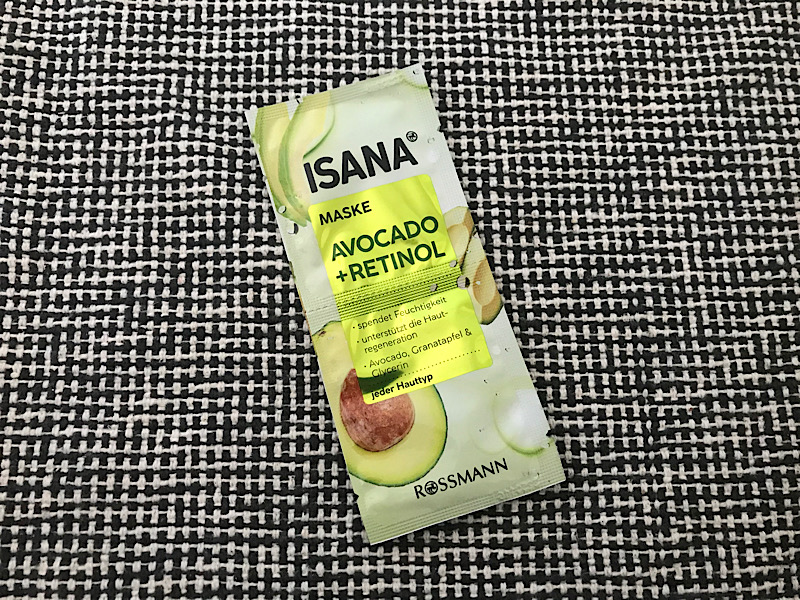 ISANA
MASKE
AVOCADO
+RETINOL
• spendet Feuchtigkeit
• unterstützt die Haut-
regeneration
• Avocado, Granatapfel &
Glycerin
jeder Hauttyp
ROSSMANN